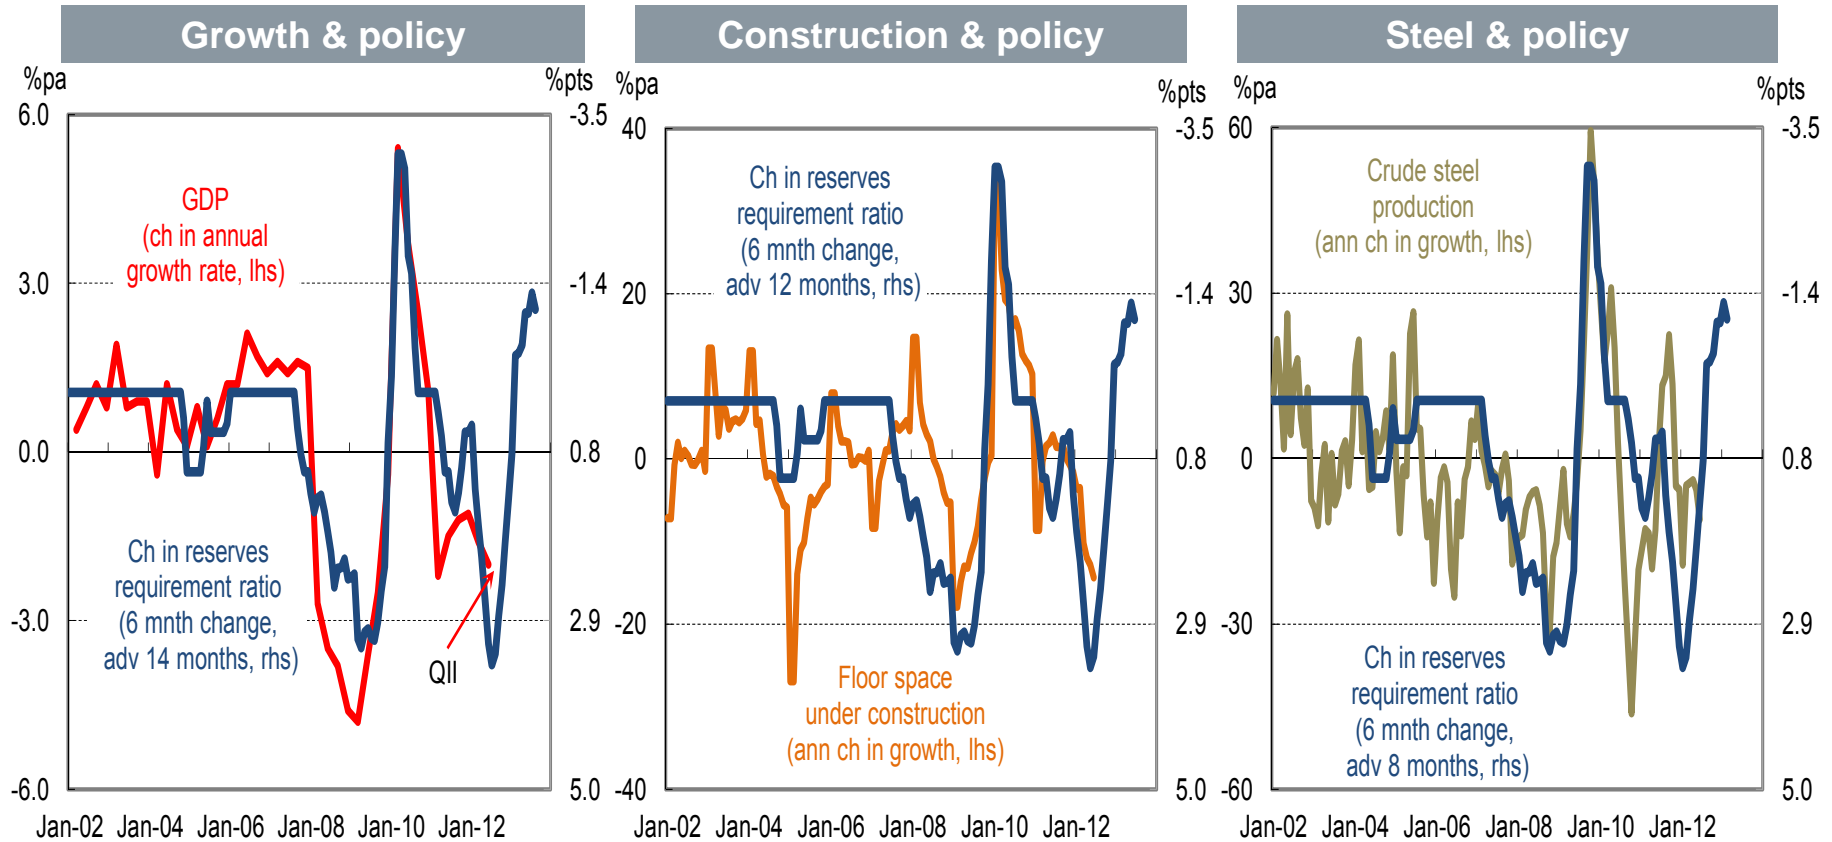 Growth & policy
%pa
%pts
6.0
3.0
0.0
-3.0
-6.0
-3.5
-1.4
0.8
2.9
5.0
GDP
(ch in annual
growth rate, lhs)
Ch in reserves
requirement ratio
(6 mnth change,
adv 14 months, rhs)
QII
Jan-02 Jan-04 Jan-06 Jan-08 Jan-10 Jan-12
Construction & policy
%pa
%pts
40
20
0
-20
-40
-3.5
-1.4
0.8
2.9
5.0
Ch in reserves
requirement ratio
(6 mnth change,
adv 12 months, rhs)
Floor space
under construction
(ann ch in growth, lhs)
Jan-02 Jan-04 Jan-06 Jan-08 Jan-10 Jan-12
Steel & policy
%pa
%pts
60
30
0
-30
-60
-3.5
-1.4
0.8
2.9
5.0
Crude steel
production
(ann ch in growth, lhs)
Ch in reserves
requirement ratio
(6 mnth change,
adv 8 months, rhs)
Jan-02 Jan-04 Jan-06 Jan-08 Jan-10 Jan-12